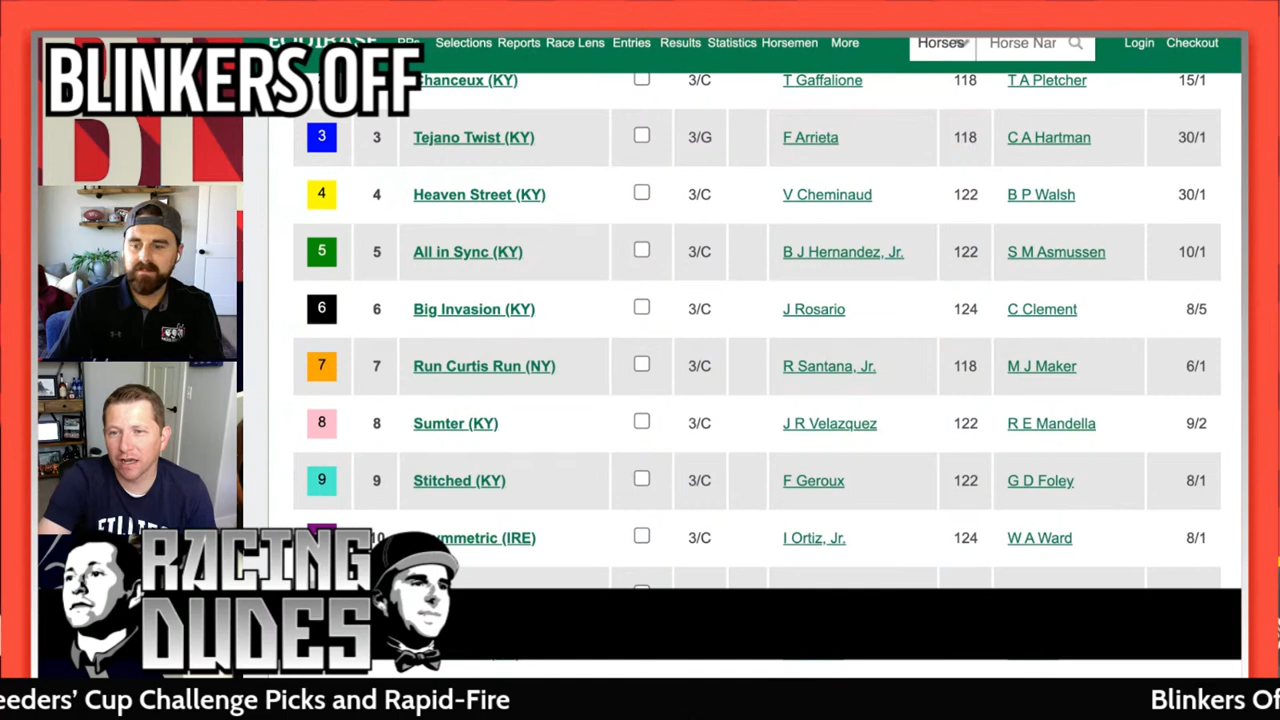 BLINKERS OFF
Selections Reports Race Lens Entries Results Statistics Horsemen More Horses Horse Nar Login Checkout
Chanceux (KY) 3/C T Gaffalione 118 T A Pletcher 15/1
3 3 Tejano Twist (KY) 3/G F Arrieta 118 C A Hartman 30/1
4 4 Heaven Street (KY) 3/C V Cheminaud 122 B P Walsh 30/1
5 5 All in Sync (KY) 3/C B J Hernandez, Jr. 122 S M Asmussen 10/1
6 6 Big Invasion (KY) 3/C J Rosario 124 C Clement 8/5
7 7 Run Curtis Run (NY) 3/C R Santana, Jr. 118 M J Maker 6/1
8 8 Sumter (KY) 3/C J R Velazquez 122 R E Mandella 9/2
9 9 Stitched (KY) 3/C F Geroux 122 G D Foley 8/1
10 ymmetric (IRE) 3/C I Ortiz, Jr. 124 W A Ward 8/1
RACING
DUDES
eeders' Cup Challenge Picks and Rapid-Fire Blinkers Of